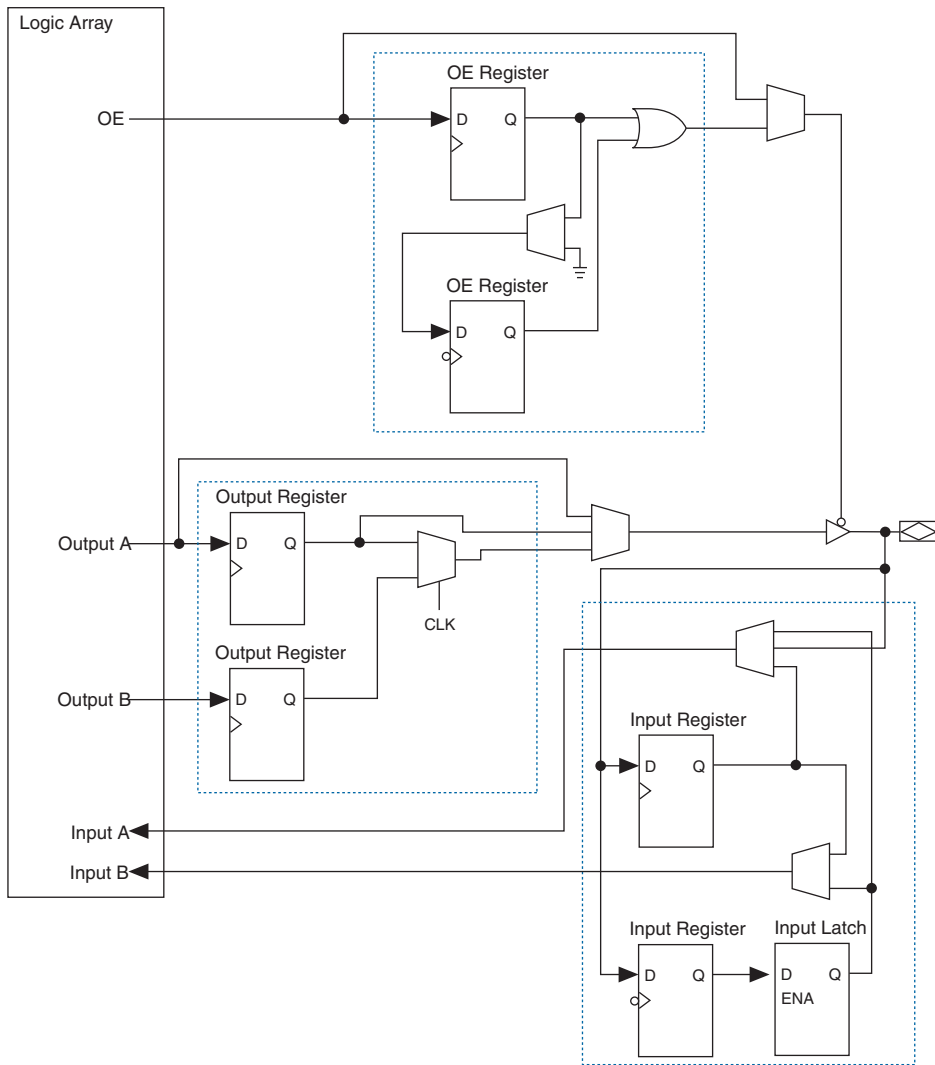 Logic Array
OE Register
OE
D Q
OE Register
D Q
Output Register
Output A
D Q
CLK
Output Register
Output B
D Q
Input Register
D Q
Input A
Input B
Input Register
Input Latch
D Q
D Q
ENA